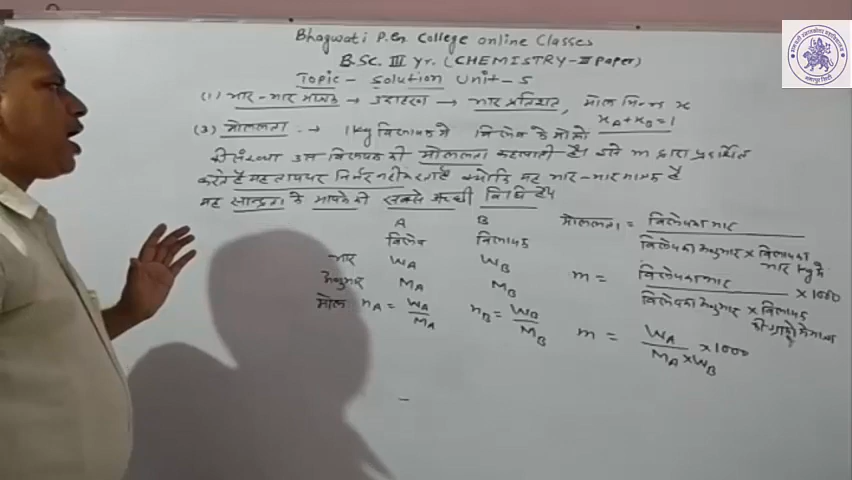 Bhagwati P.G. College online Classes
B.SC. III Yr. (CHEMISTRY-II Paper)
Topic - Solution Unit - 5
(1) भार-भार मापक → उदाहरण → भार प्रतिशत, मोल भिन्न x
xA + xB = 1
(3) मोललता → 1kg विलायक में विलेय के मोलो
की संख्या उस विलयन की मोललता कहलाती है। इसे m द्वारा प्रदर्शित
करते है यह ताप पर निर्भर नहीं करता है क्योंकि यह भार-भार मापक है
यह सान्द्रता के मापने की सबसे अच्छी विधि है।
A B
विलेय विलायक
भार WA WB
अणुभार MA MB
मोल nA = WA/MA nB = WB/MB
मोललता = विलेय का भार / विलेय का अणुभार × विलायक का भार kg में
m = विलेय का भार / विलेय का अणुभार × विलायक की ग्रामो में मात्रा × 1000
m = WA / MA × WB × 1000